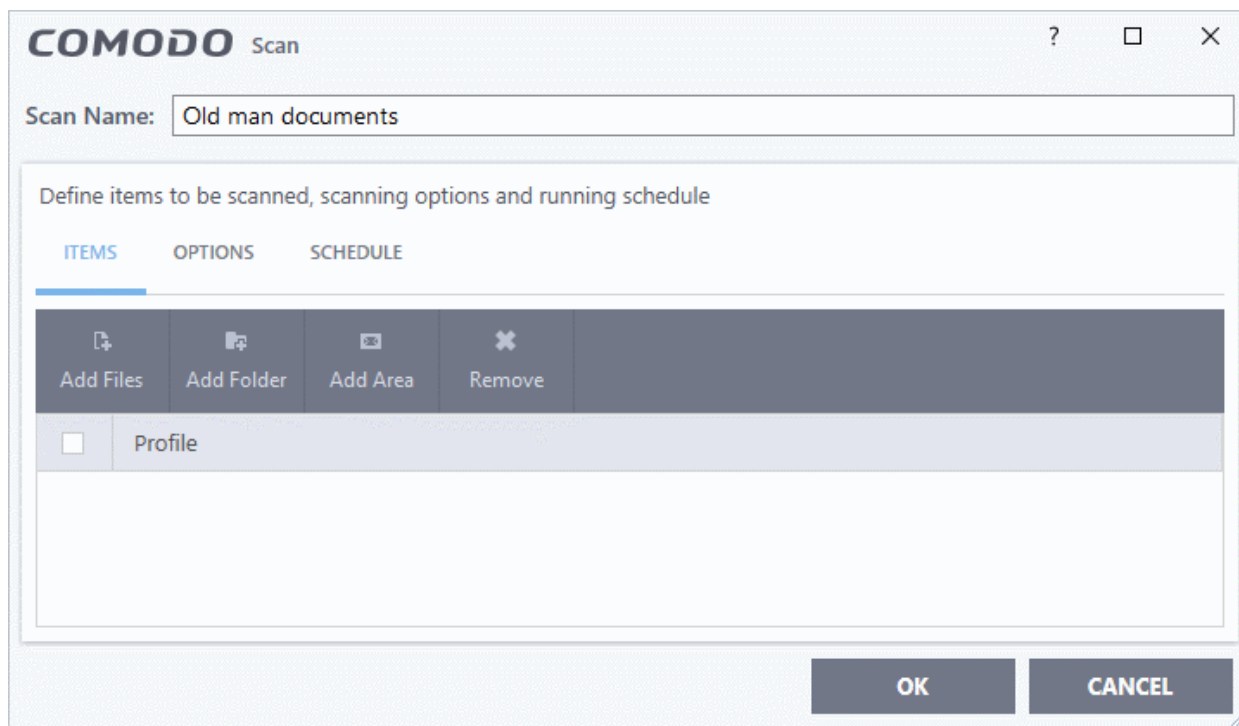 COMODO Scan ?
Scan Name: Old man documents
Define items to be scanned, scanning options and running schedule
ITEMS OPTIONS SCHEDULE
Add Files Add Folder Add Area Remove
Profile
OK CANCEL